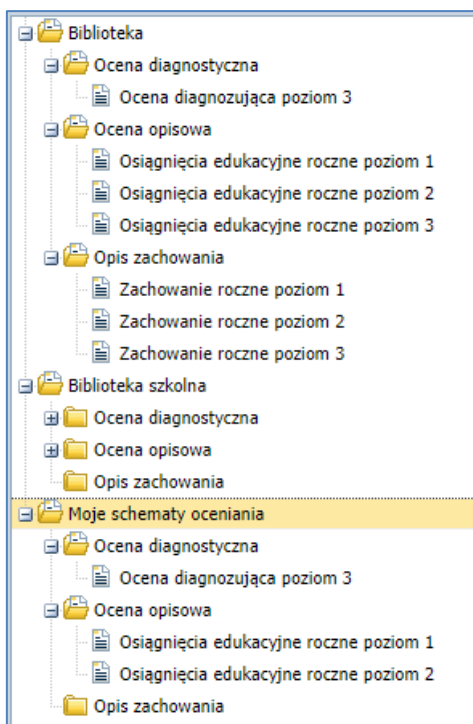 Biblioteka
Ocena diagnostyczna
Ocena diagnozująca poziom 3
Ocena opisowa
Osiągnięcia edukacyjne roczne poziom 1
Osiągnięcia edukacyjne roczne poziom 2
Osiągnięcia edukacyjne roczne poziom 3
Opis zachowania
Zachowanie roczne poziom 1
Zachowanie roczne poziom 2
Zachowanie roczne poziom 3
Biblioteka szkolna
Ocena diagnostyczna
Ocena opisowa
Opis zachowania
Moje schematy oceniania
Ocena diagnostyczna
Ocena diagnozująca poziom 3
Ocena opisowa
Osiągnięcia edukacyjne roczne poziom 1
Osiągnięcia edukacyjne roczne poziom 2
Opis zachowania